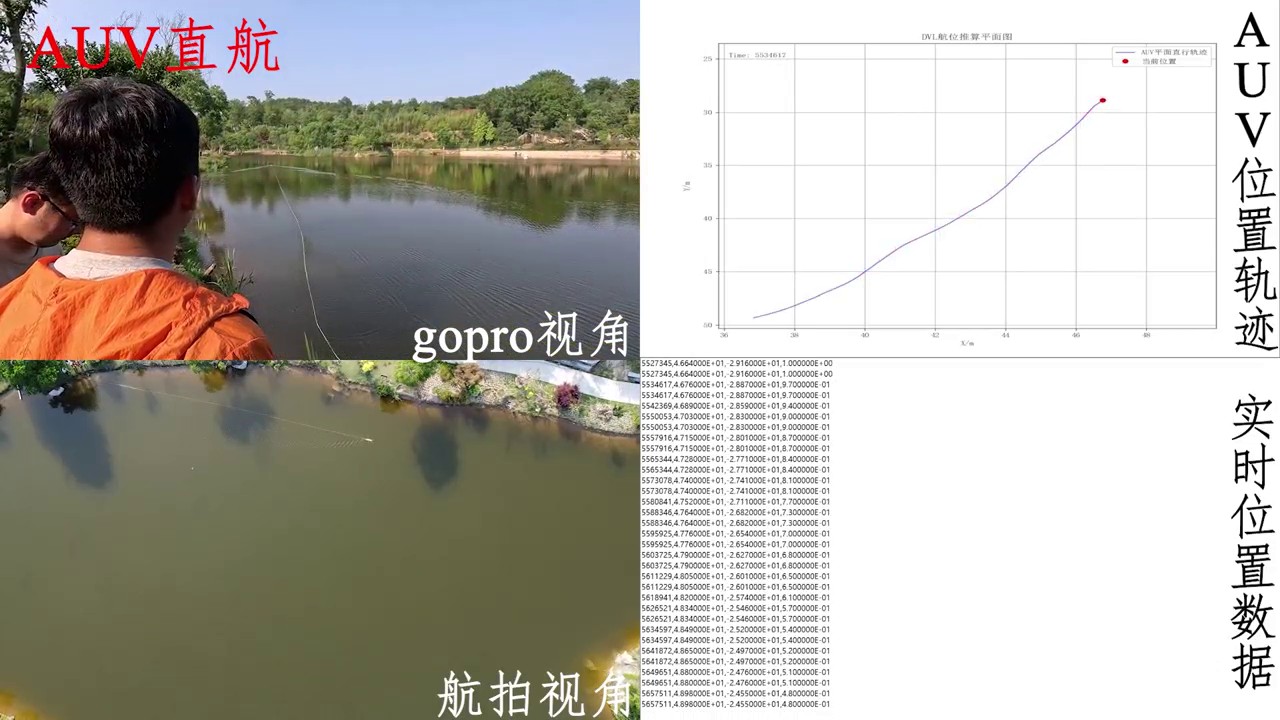 AUV直航
gopro视角
航拍视角
DVL航位推算平面图
Time: 5534617
AUV平面直行轨迹
当前位置
Y/m
25
30
35
40
45
50
36
38
40
42
44
46
48
X/m
AUV位置轨迹
5527345,4.664000E+01,-2.916000E+01,1.000000E+00
5527345,4.664000E+01,-2.916000E+01,1.000000E+00
5534617,4.676000E+01,-2.887000E+01,9.700000E-01
5534617,4.676000E+01,-2.887000E+01,9.700000E-01
5542369,4.689000E+01,-2.859000E+01,9.400000E-01
5550053,4.703000E+01,-2.830000E+01,9.000000E-01
5550053,4.703000E+01,-2.830000E+01,9.000000E-01
5557916,4.715000E+01,-2.801000E+01,8.700000E-01
5557916,4.715000E+01,-2.801000E+01,8.700000E-01
5565344,4.728000E+01,-2.771000E+01,8.400000E-01
5565344,4.728000E+01,-2.771000E+01,8.400000E-01
5573078,4.740000E+01,-2.741000E+01,8.100000E-01
5573078,4.740000E+01,-2.741000E+01,8.100000E-01
5580841,4.752000E+01,-2.711000E+01,7.700000E-01
5588346,4.764000E+01,-2.682000E+01,7.300000E-01
5588346,4.764000E+01,-2.682000E+01,7.300000E-01
5595925,4.776000E+01,-2.654000E+01,7.000000E-01
5595925,4.776000E+01,-2.654000E+01,7.000000E-01
5603725,4.790000E+01,-2.627000E+01,6.800000E-01
5603725,4.790000E+01,-2.627000E+01,6.800000E-01
5611229,4.805000E+01,-2.601000E+01,6.500000E-01
5611229,4.805000E+01,-2.601000E+01,6.500000E-01
5618941,4.820000E+01,-2.574000E+01,6.100000E-01
5626521,4.834000E+01,-2.546000E+01,5.700000E-01
5626521,4.834000E+01,-2.546000E+01,5.700000E-01
5634597,4.849000E+01,-2.520000E+01,5.400000E-01
5634597,4.849000E+01,-2.520000E+01,5.400000E-01
5641872,4.865000E+01,-2.497000E+01,5.200000E-01
5641872,4.865000E+01,-2.497000E+01,5.200000E-01
5649651,4.880000E+01,-2.476000E+01,5.100000E-01
5649651,4.880000E+01,-2.476000E+01,5.100000E-01
5657511,4.898000E+01,-2.455000E+01,4.800000E-01
5657511,4.898000E+01,-2.455000E+01,4.800000E-01
实时位置数据